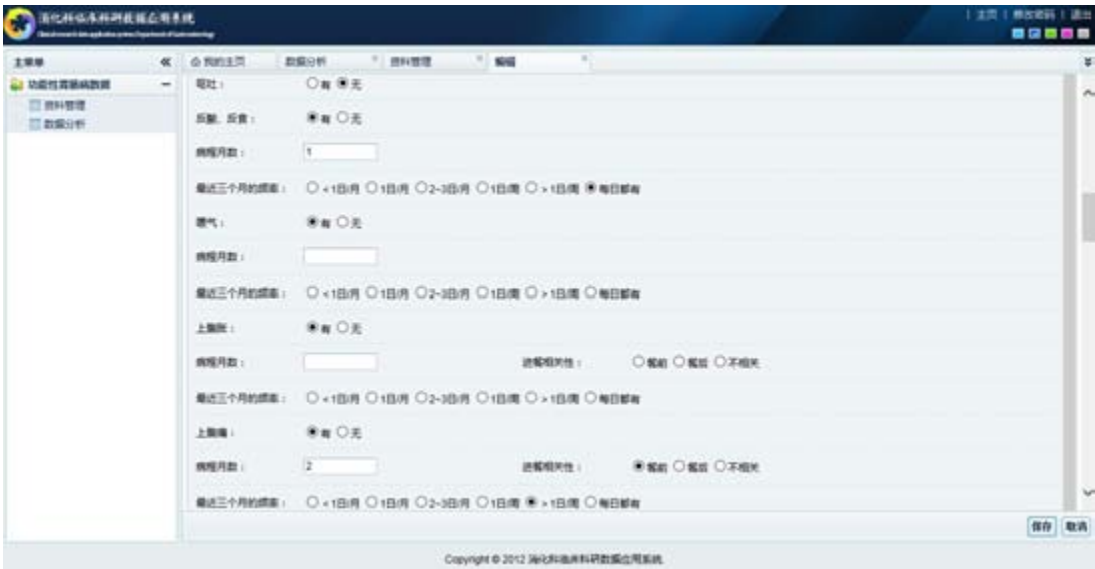 消化科临床科研数据应用系统
Clinical research data application system, Department of Gastroenterology
| 主页 | 修改密码 | 退出
主菜单 我的主页 数据分析 资料管理 编辑
功能性胃肠病数据
资料管理
数据分析
呕吐： 有 无
反酸、反食： 有 无
病程月数： 1
最近三个月的频率： <1日/月 1日/月 2~3日/月 1日/周 >1日/周 每日都有
嗳气： 有 无
病程月数：
最近三个月的频率： <1日/月 1日/月 2~3日/月 1日/周 >1日/周 每日都有
上腹胀： 有 无
病程月数： 进餐相关性： 餐前 餐后 不相关
最近三个月的频率： <1日/月 1日/月 2~3日/月 1日/周 >1日/周 每日都有
上腹痛： 有 无
病程月数： 2 进餐相关性： 餐前 餐后 不相关
最近三个月的频率： <1日/月 1日/月 2~3日/月 1日/周 >1日/周 每日都有
保存 取消
Copyright © 2012 消化科临床科研数据应用系统